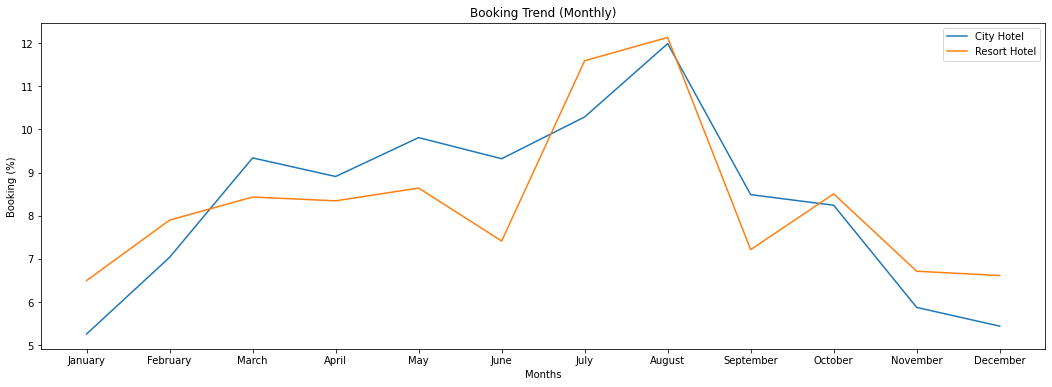 Booking Trend (Monthly)
City Hotel
Resort Hotel
Booking (%)
12
11
10
9
8
7
6
5
January February March April May June July August September October November December
Months